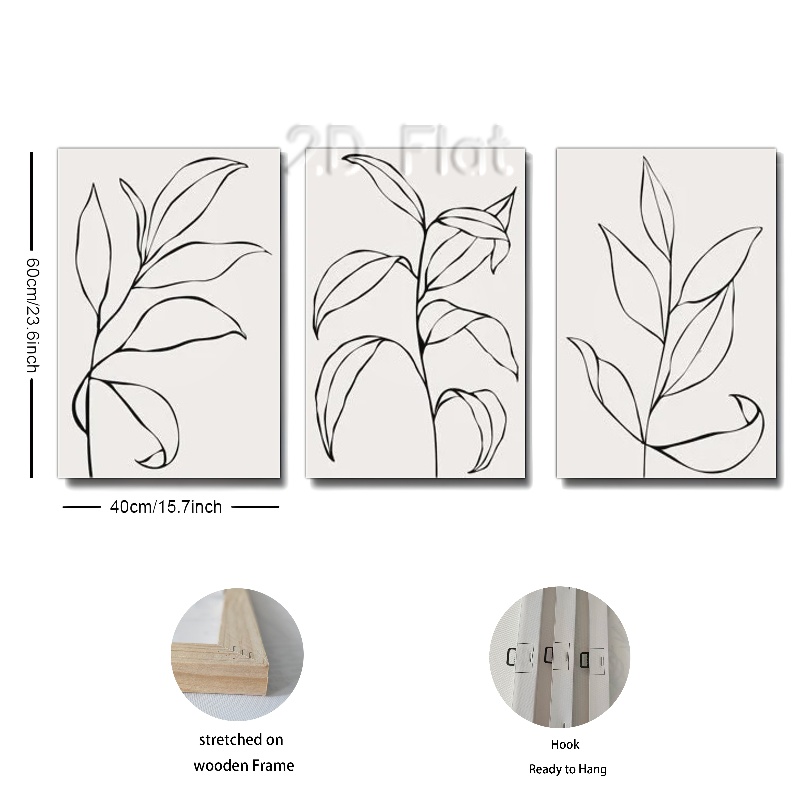 2D Flat
60cm/23.6inch
40cm/15.7inch
stretched on
wooden Frame
Hook
Ready to Hang